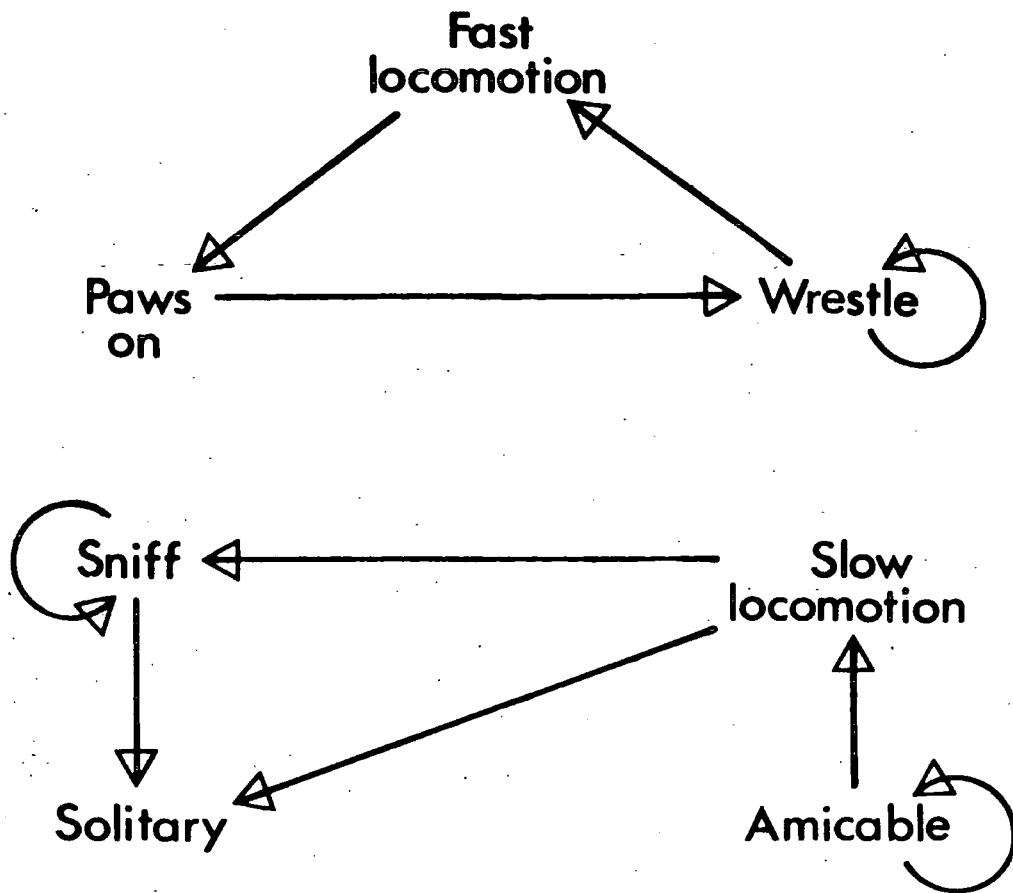 Fast
locomotion
Paws
on
Wrestle
Sniff
Slow
locomotion
Solitary
Amicable